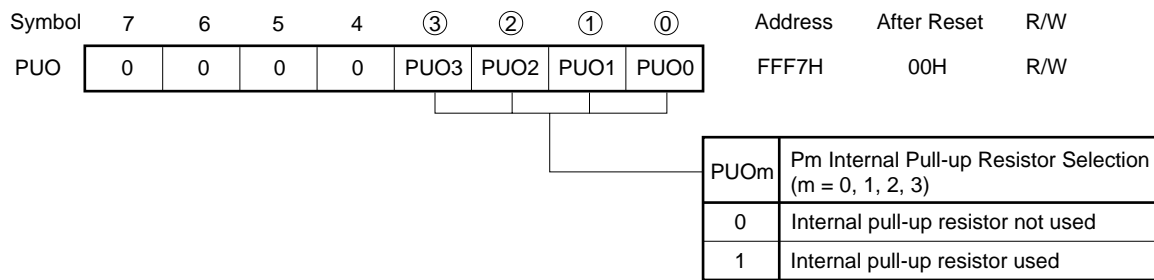 Symbol 7 6 5 4 ③ ② ① ⓪ Address After Reset R/W
PUO 0 0 0 0 PUO3 PUO2 PUO1 PUO0 FFF7H 00H R/W
PUOm Pm Internal Pull-up Resistor Selection
(m = 0, 1, 2, 3)
0 Internal pull-up resistor not used
1 Internal pull-up resistor used